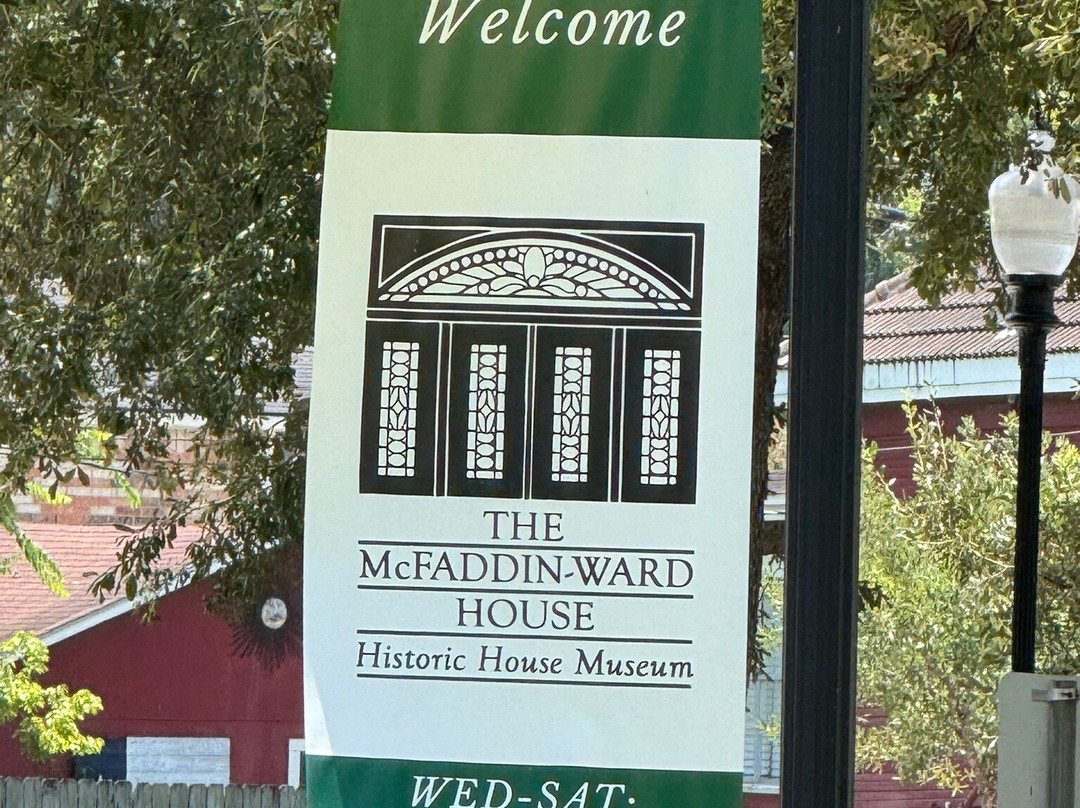 Welcome
THE
McFADDIN-WARD
HOUSE
Historic House Museum
WED-SAT: